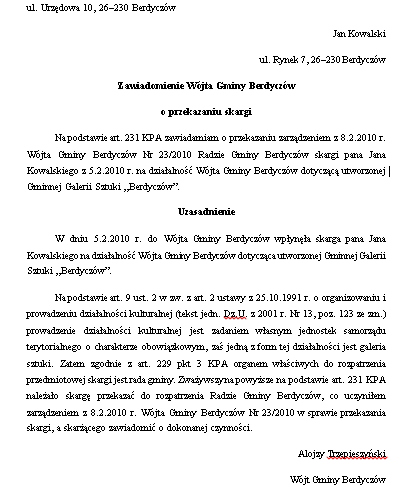 ul. Urzędowa 10, 26–230 Berdyczów
Jan Kowalski
ul. Rynek 7, 26–230 Berdyczów
Zawiadomienie Wójta Gminy Berdyczów
o przekazaniu skargi
Na podstawie art. 231 KPA zawiadamiam o przekazaniu zarządzeniem z 8.2.2010 r.
Wójta Gminy Berdyczów Nr 23/2010 Radzie Gminy Berdyczów skargi pana Jana
Kowalskiego z 5.2.2010 r. na działalność Wójta Gminy Berdyczów dotyczącą utworzonej
Gminnej Galerii Sztuki „Berdyczów”.
Uzasadnienie
W dniu 5.2.2010 r. do Wójta Gminy Berdyczów wpłynęła skarga pana Jana
Kowalskiego na działalność Wójta Gminy Berdyczów dotycząca utworzonej Gminnej Galerii
Sztuki „Berdyczów”.
Na podstawie art. 9 ust. 2 w zw. z art. 2 ustawy z 25.10.1991 r. o organizowaniu i
prowadzeniu działalności kulturalnej (tekst jedn. Dz.U. z 2001 r. Nr 13, poz. 123 ze zm.)
prowadzenie działalności kulturalnej jest zadaniem własnym jednostek samorządu
terytorialnego o charakterze obowiązkowym, zaś jedną z form tej działalności jest galeria
sztuki. Zatem zgodnie z art. 229 pkt 3 KPA organem właściwych do rozpatrzenia
przedmiotowej skargi jest rada gminy. Zważywszy na powyższe na podstawie art. 231 KPA
należało skargę przekazać do rozpatrzenia Radzie Gminy Berdyczów, co uczyniłem
zarządzeniem z 8.2.2010 r. Wójta Gminy Berdyczów Nr 23/2010 w sprawie przekazania
skargi, a skarżącego zawiadomić o dokonanej czynności.
Alojzy Trzepieszyński
Wójt Gminy Berdyczów